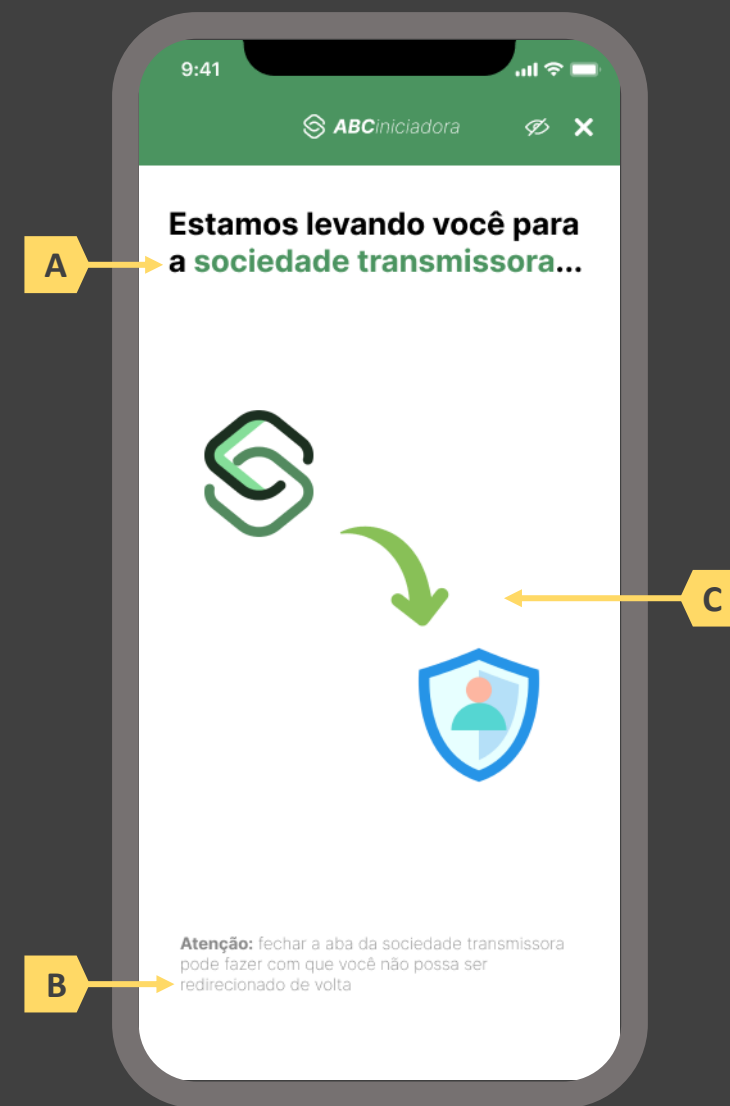 9:41
ABCiniciadora
Estamos levando você para
A
a sociedade transmissora...
C
Atenção: fechar a aba da sociedade transmissora
pode fazer com que você não possa ser
B
redirecionado de volta